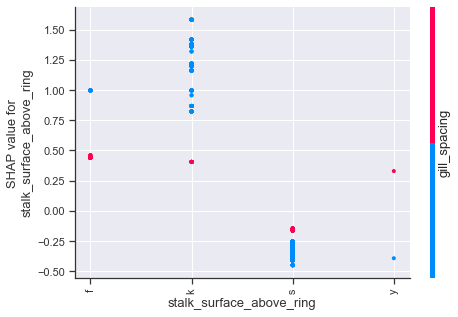 1.50
1.25
1.00
0.75
0.50
0.25
0.00
−0.25
−0.50
SHAP value for
stalk_surface_above_ring
f
k
s
y
stalk_surface_above_ring
gill_spacing